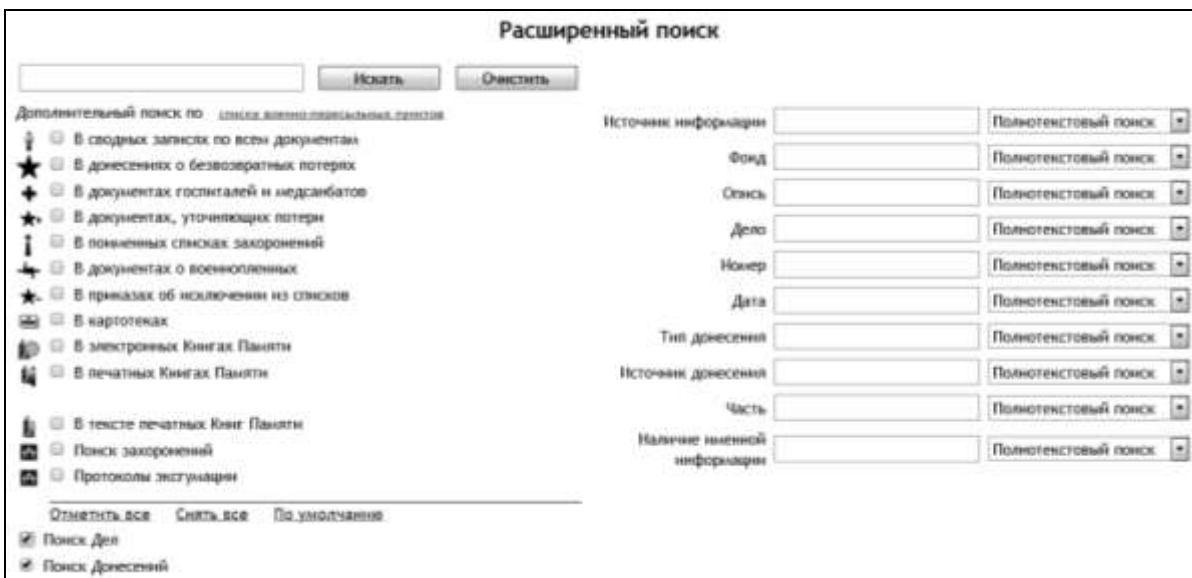 Расширенный поиск
Искать
Очистить
Дополнительный поиск по списку военно-пересыльных пунктов
В сводных записях по всем документам
В донесениях о безвозвратных потерях
В документах госпиталей и медсанбатов
В документах, уточняющих потери
В поименных списках захоронений
В документах о военнопленных
В приказах об исключении из списков
В картотеках
В электронных Книгах Памяти
В печатных Книгах Памяти
В тексте печатных Книг Памяти
Поиск захоронений
Протоколы эксгумации
Отметить все Снять все По умолчанию
Поиск Дел
Поиск Донесений
Источник информации Полнотекстовый поиск
Фонд Полнотекстовый поиск
Опись Полнотекстовый поиск
Дело Полнотекстовый поиск
Номер Полнотекстовый поиск
Дата Полнотекстовый поиск
Тип донесения Полнотекстовый поиск
Источник донесения Полнотекстовый поиск
Часть Полнотекстовый поиск
Наличие именной
информации Полнотекстовый поиск